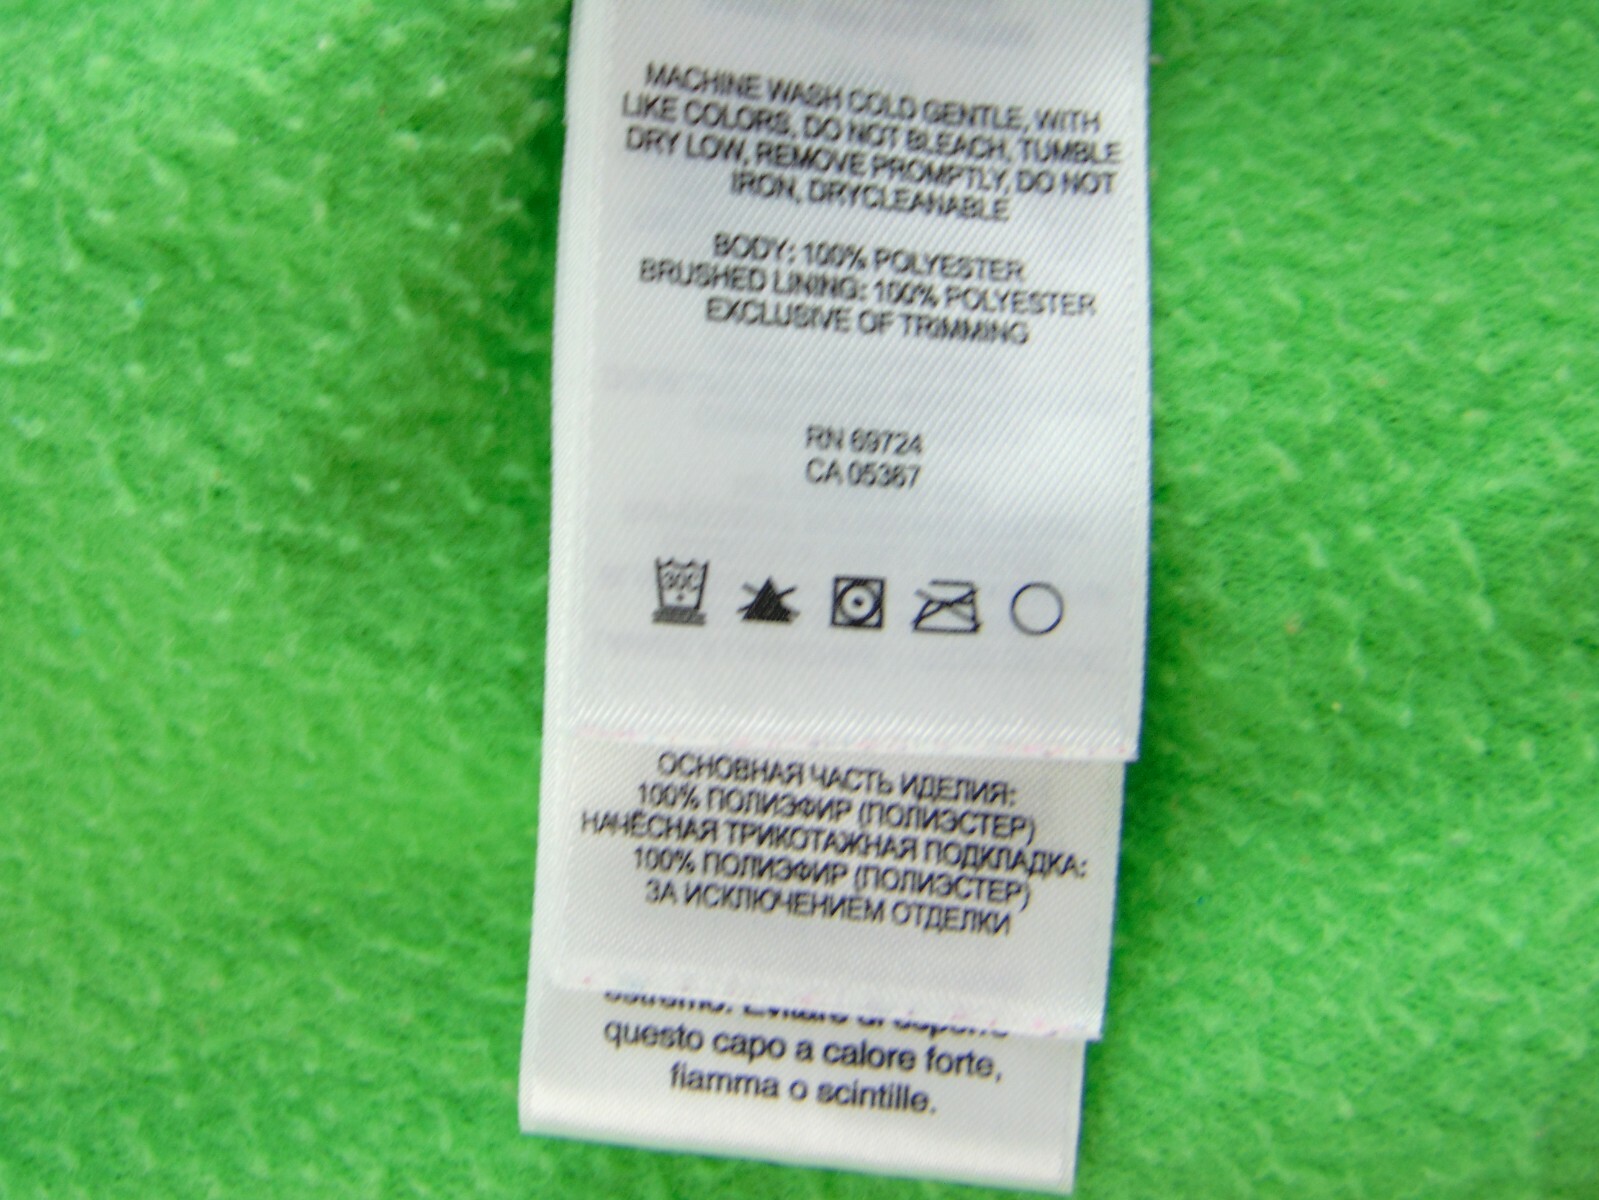 MACHINE WASH COLD GENTLE, WITH
LIKE COLORS, DO NOT BLEACH, TUMBLE
DRY LOW, REMOVE PROMPTLY, DO NOT
IRON, DRYCLEANABLE
BODY: 100% POLYESTER
BRUSHED LINING: 100% POLYESTER
EXCLUSIVE OF TRIMMING
RN 69724
CA 05367
30C
ОСНОВНАЯ ЧАСТЬ ИДЕЛИЯ:
100% ПОЛИЭФИР (ПОЛИЭСТЕР)
НАЧЁСНАЯ ТРИКОТАЖНАЯ ПОДКЛАДКА:
100% ПОЛИЭФИР (ПОЛИЭСТЕР)
ЗА ИСКЛЮЧЕНИЕМ ОТДЕЛКИ
questo capo a calore forte,
fiamma o scintille.